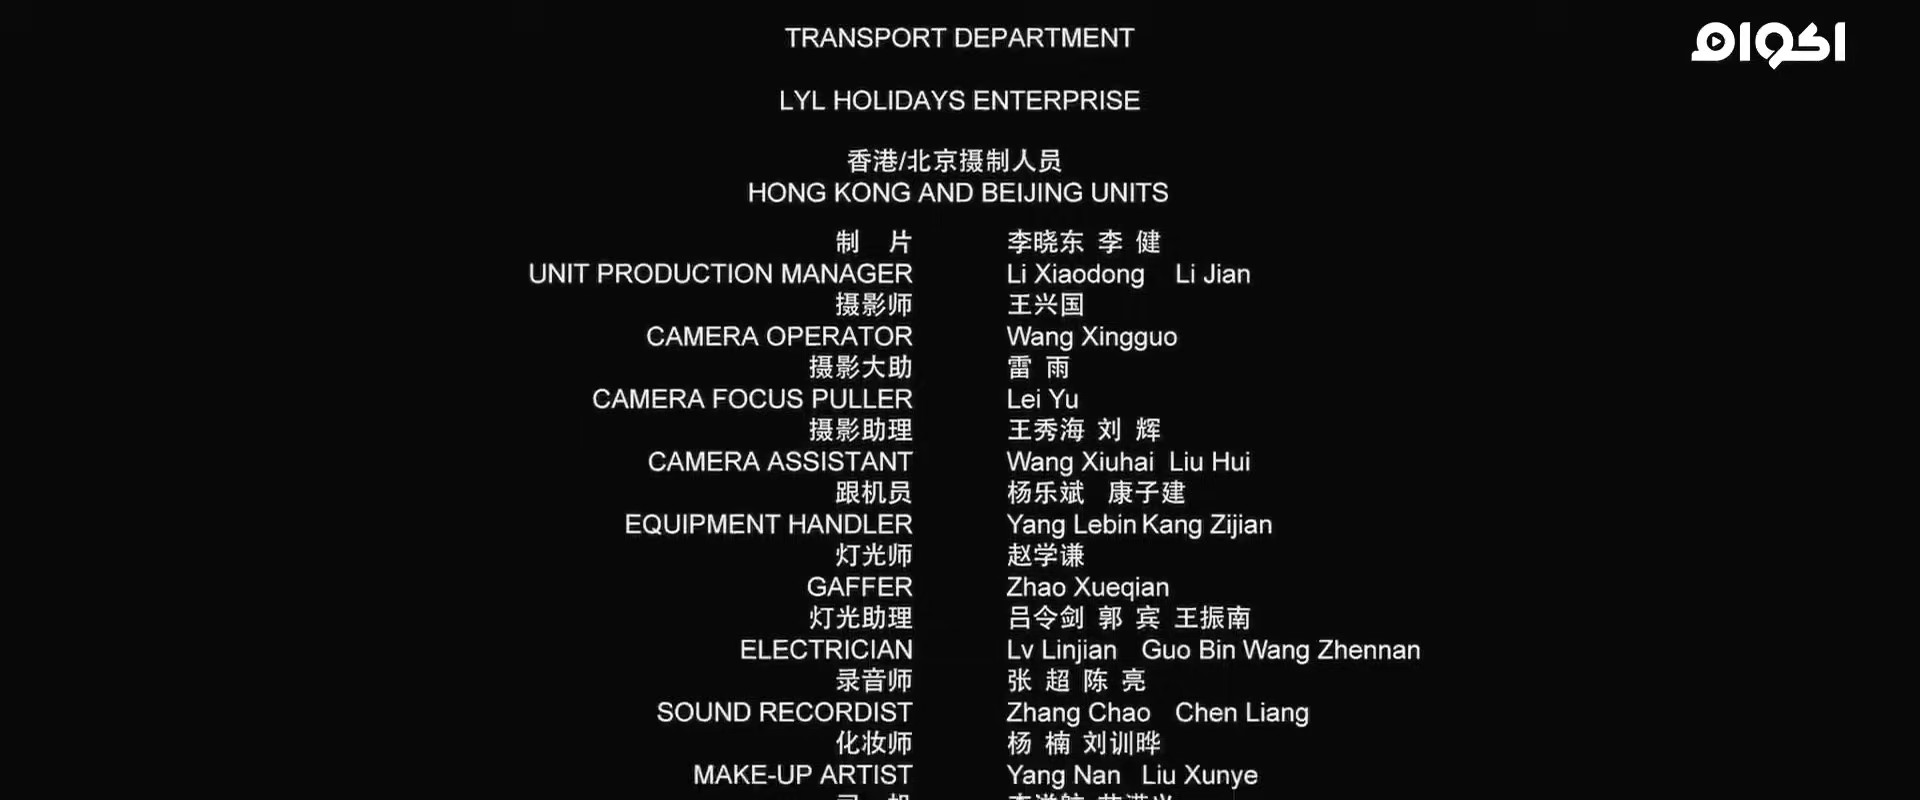 اكوام
TRANSPORT DEPARTMENT
LYL HOLIDAYS ENTERPRISE
香港/北京摄制人员
HONG KONG AND BEIJING UNITS
制 片 李晓东 李 健
UNIT PRODUCTION MANAGER Li Xiaodong Li Jian
摄影师 王兴国
CAMERA OPERATOR Wang Xingguo
摄影大助 雷 雨
CAMERA FOCUS PULLER Lei Yu
摄影助理 王秀海 刘 辉
CAMERA ASSISTANT Wang Xiuhai Liu Hui
跟机员 杨乐斌 康子建
EQUIPMENT HANDLER Yang Lebin Kang Zijian
灯光师 赵学谦
GAFFER Zhao Xueqian
灯光助理 吕令剑 郭 宾 王振南
ELECTRICIAN Lv Linjian Guo Bin Wang Zhennan
录音师 张 超 陈 亮
SOUND RECORDIST Zhang Chao Chen Liang
化妆师 杨 楠 刘训晔
MAKE-UP ARTIST Yang Nan Liu Xunye